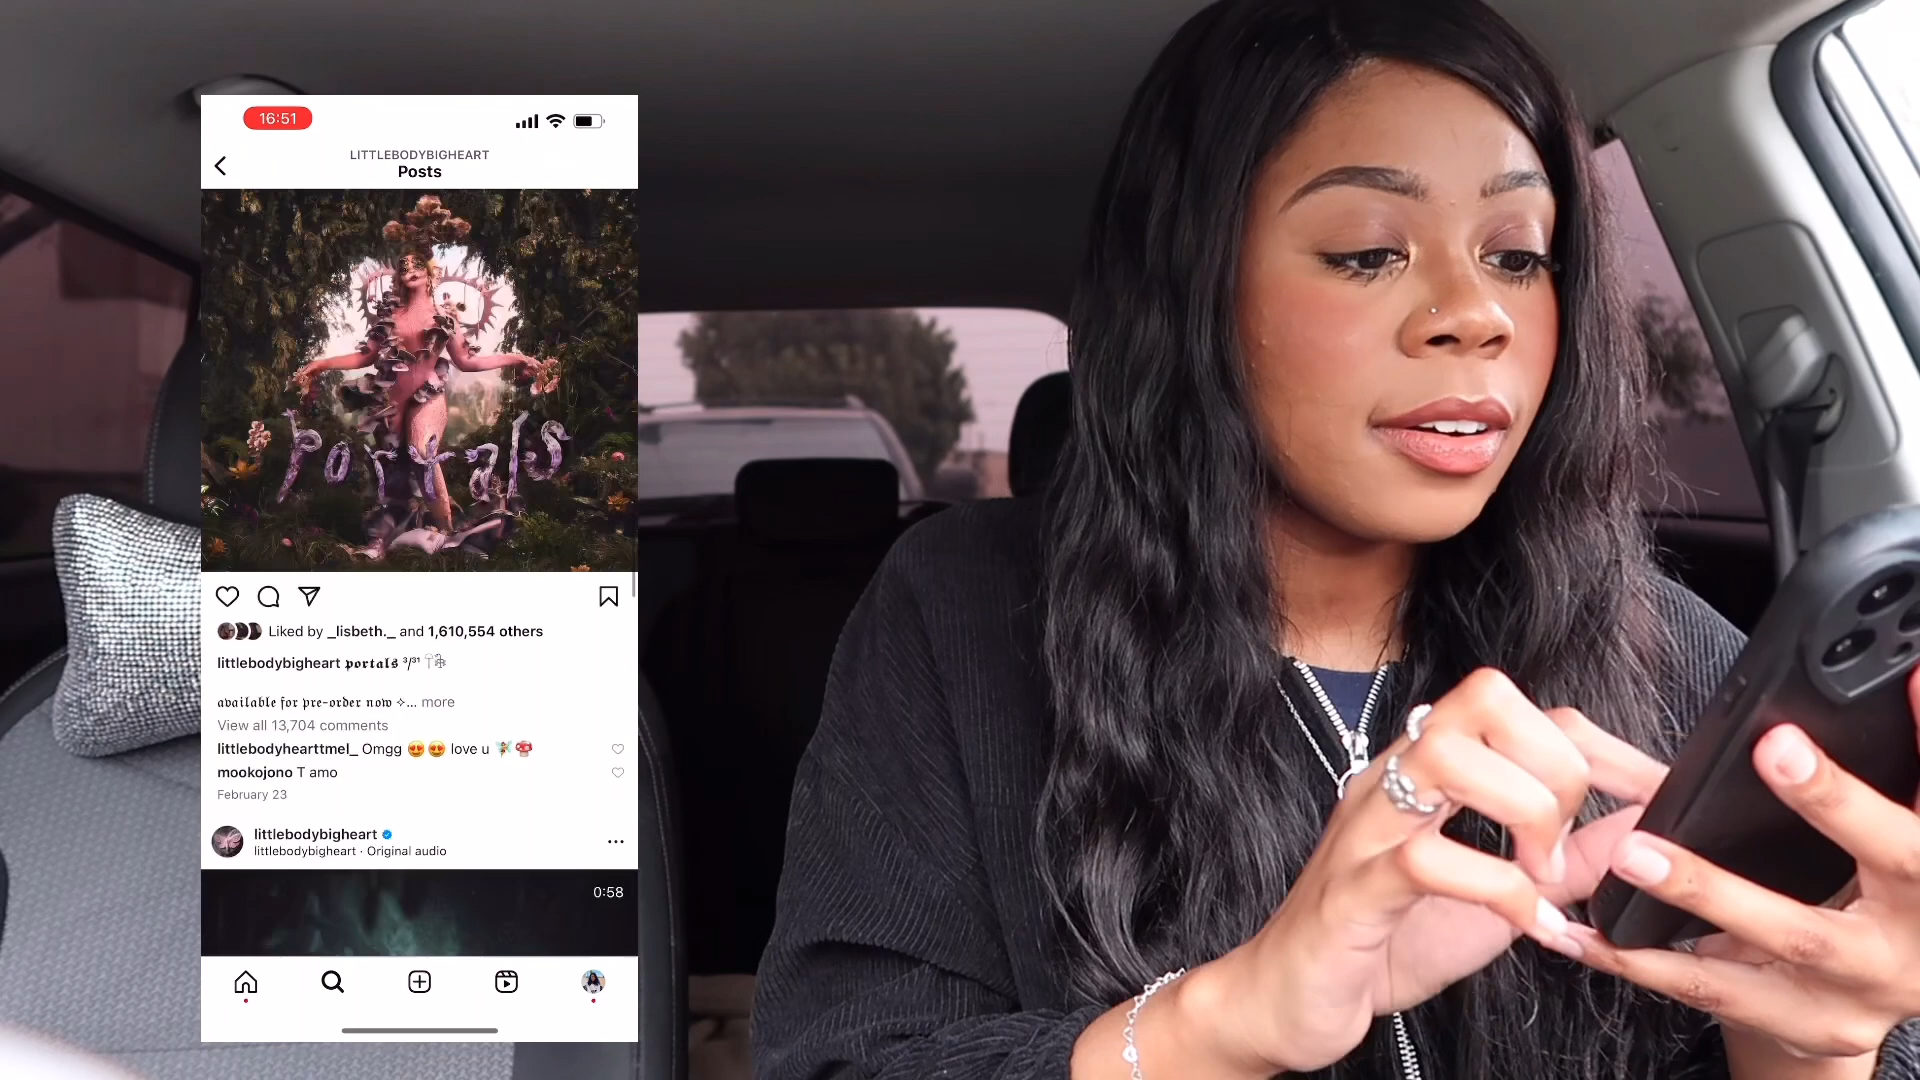 16:51
LITTLEBODYBIGHEART
Posts
portals
Liked by _lisbeth._ and 1,610,554 others
littlebodybigheart 𝖕𝖔𝖗𝖙𝖆𝖑𝖘 ³/³¹
𝔞𝔳𝔞𝔦𝔩𝔞𝔟𝔩𝔢 𝔣𝔬𝔯 𝔭𝔯𝔢-𝔬𝔯𝔡𝔢𝔯 𝔫𝔬𝔴 ✧... more
View all 13,704 comments
littlebodyhearttmel_ Omgg 😍😍 love u 🧚🍄
mookojono T amo
February 23
littlebodybigheart
littlebodybigheart · Original audio
0:58